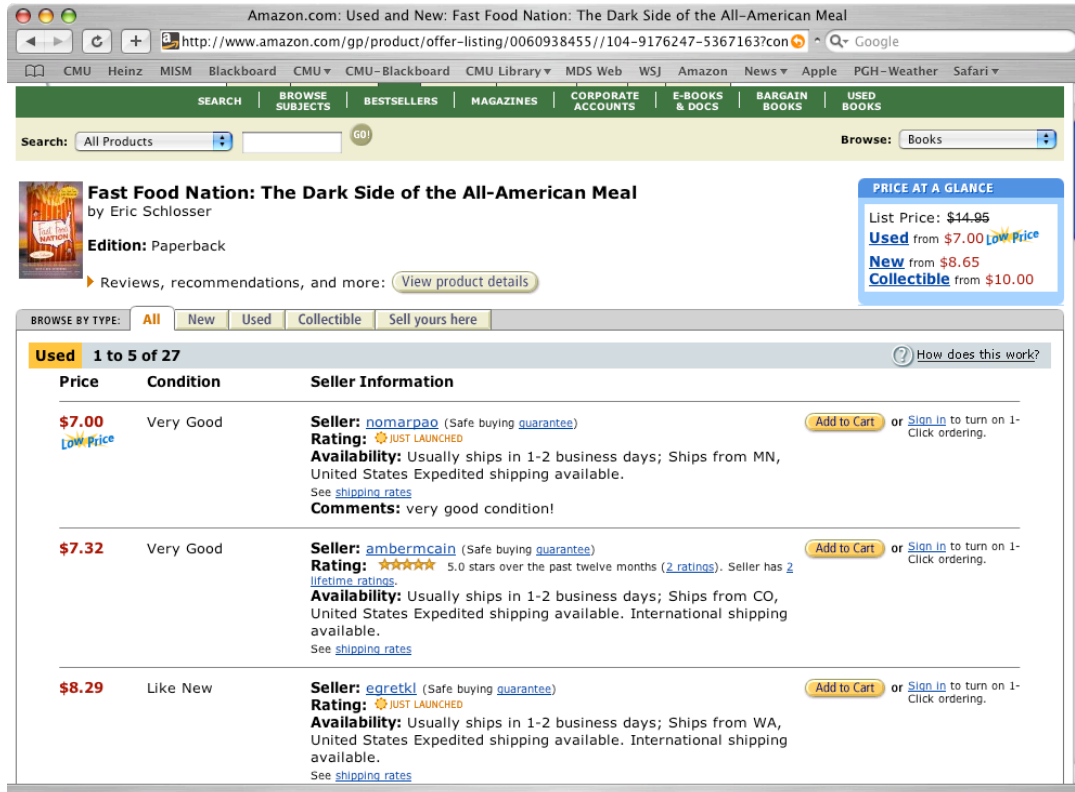 Amazon.com: Used and New: Fast Food Nation: The Dark Side of the All-American Meal
http://www.amazon.com/gp/product/offer-listing/0060938455//104-9176247-5367163?con
Google
CMU Heinz MISM Blackboard CMU CMU-Blackboard CMU Library MDS Web WSJ Amazon News Apple PGH-Weather Safari
SEARCH | BROWSE SUBJECTS | BESTSELLERS | MAGAZINES | CORPORATE ACCOUNTS | E-BOOKS & DOCS | BARGAIN BOOKS | USED BOOKS
Search: All Products GO! Browse: Books
Fast Food Nation: The Dark Side of the All-American Meal
by Eric Schlosser
Edition: Paperback
Reviews, recommendations, and more: View product details
Fast Food
NATION
PRICE AT A GLANCE
List Price: $14.95
Used from $7.00 Low Price
New from $8.65
Collectible from $10.00
BROWSE BY TYPE: All New Used Collectible Sell yours here
Used 1 to 5 of 27 ? How does this work?
Price Condition Seller Information
$7.00 Very Good Seller: nomarpao (Safe buying guarantee) Add to Cart or Sign in to turn on 1-
Click ordering.
Low Price Rating: JUST LAUNCHED
Availability: Usually ships in 1-2 business days; Ships from MN,
United States Expedited shipping available.
See shipping rates
Comments: very good condition!
$7.32 Very Good Seller: ambermcain (Safe buying guarantee) Add to Cart or Sign in to turn on 1-
Click ordering.
Rating: 5.0 stars over the past twelve months (2 ratings). Seller has 2
lifetime ratings.
Availability: Usually ships in 1-2 business days; Ships from CO,
United States Expedited shipping available. International shipping
available.
See shipping rates
$8.29 Like New Seller: egretkl (Safe buying guarantee) Add to Cart or Sign in to turn on 1-
Click ordering.
Rating: JUST LAUNCHED
Availability: Usually ships in 1-2 business days; Ships from WA,
United States Expedited shipping available. International shipping
available.
See shipping rates